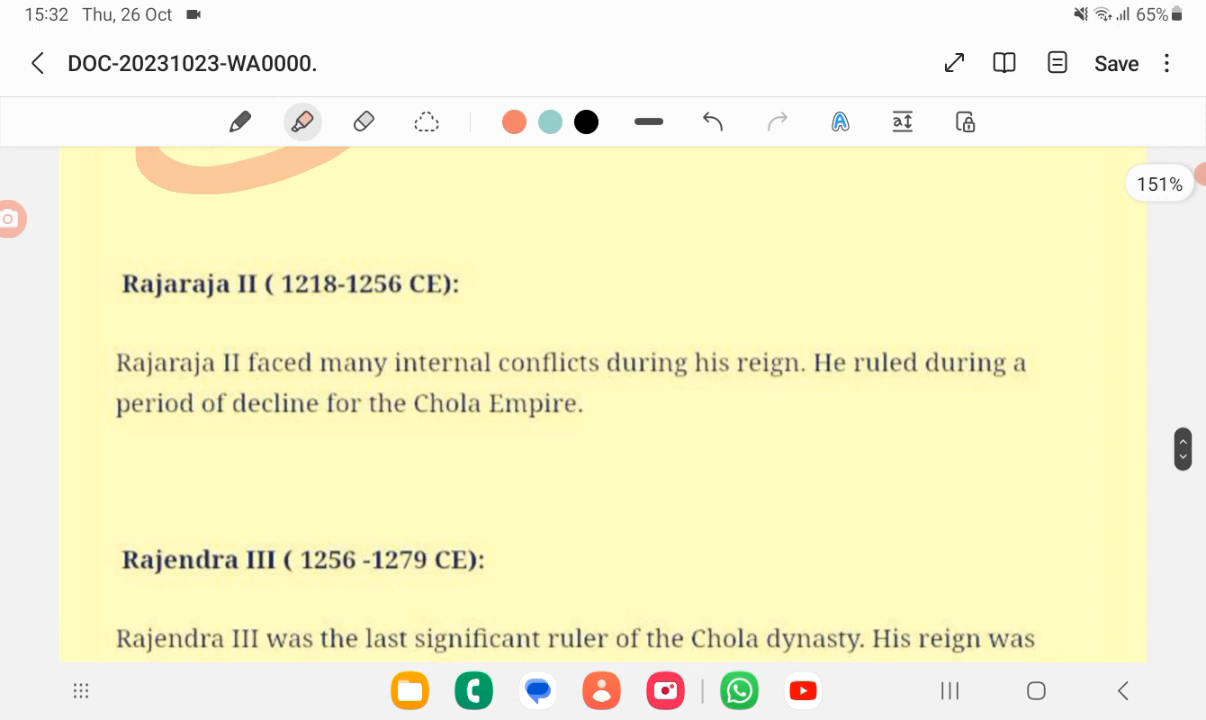 15:32 Thu, 26 Oct 65%
DOC-20231023-WA0000. Save
151%
Rajaraja II ( 1218-1256 CE):
Rajaraja II faced many internal conflicts during his reign. He ruled during a
period of decline for the Chola Empire.
Rajendra III ( 1256 -1279 CE):
Rajendra III was the last significant ruler of the Chola dynasty. His reign was